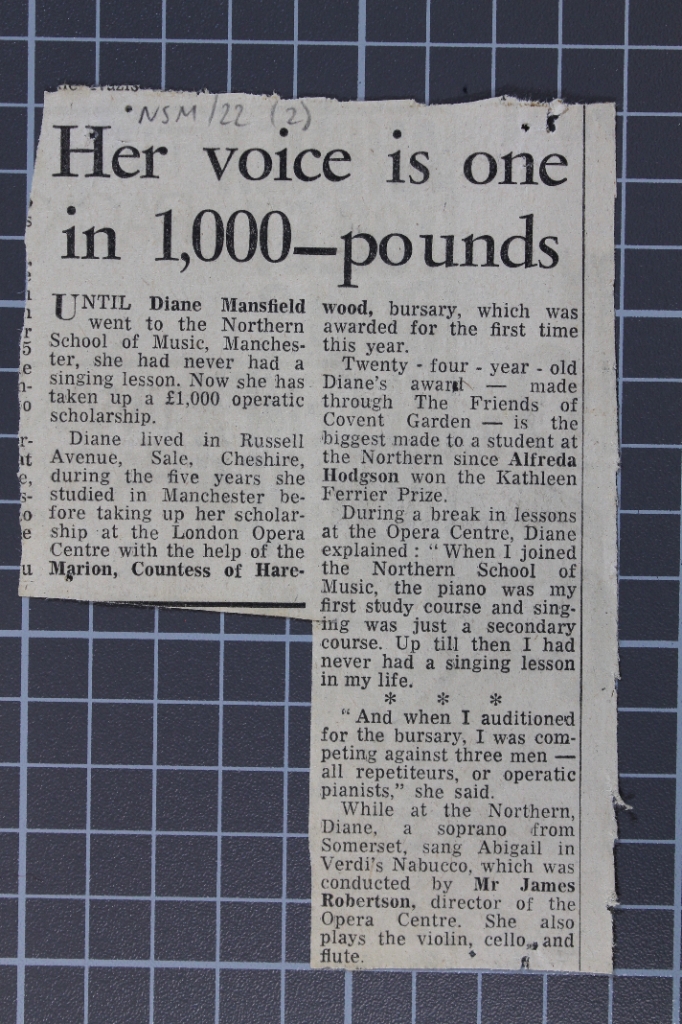 NSM/22 (2)
Her voice is one
in 1,000—pounds
UNTIL Diane Mansfield
went to the Northern
School of Music, Manches-
ter, she had never had a
singing lesson. Now she has
taken up a £1,000 operatic
scholarship.
Diane lived in Russell
Avenue, Sale, Cheshire,
during the five years she
studied in Manchester be-
fore taking up her scholar-
ship at the London Opera
Centre with the help of the
Marion, Countess of Hare-
wood, bursary, which was
awarded for the first time
this year.
Twenty - four - year - old
Diane's award — made
through The Friends of
Covent Garden — is the
biggest made to a student at
the Northern since Alfreda
Hodgson won the Kathleen
Ferrier Prize.
During a break in lessons
at the Opera Centre, Diane
explained : "When I joined
the Northern School of
Music, the piano was my
first study course and sing-
ing was just a secondary
course. Up till then I had
never had a singing lesson
in my life.
* * *
"And when I auditioned
for the bursary, I was com-
peting against three men —
all repetiteurs, or operatic
pianists," she said.
While at the Northern,
Diane, a soprano from
Somerset, sang Abigail in
Verdi's Nabucco, which was
conducted by Mr James
Robertson, director of the
Opera Centre. She also
plays the violin, cello, and
flute.